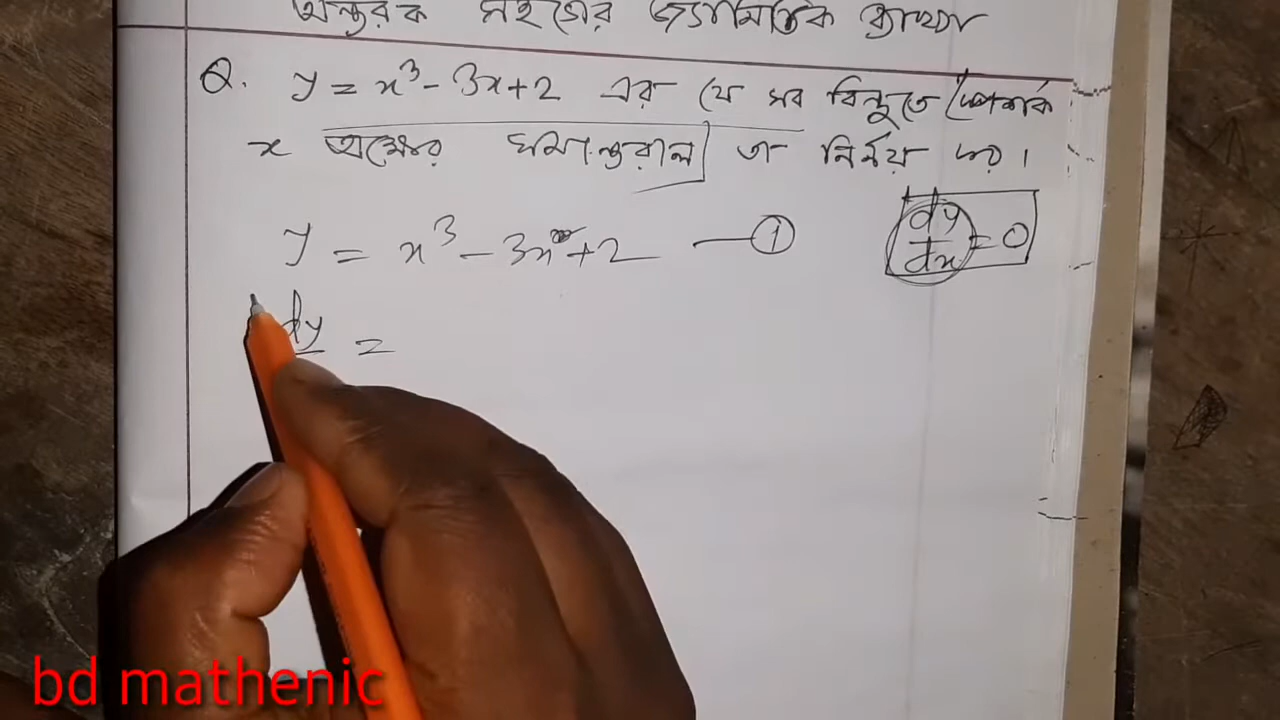 অন্তরক সহগের জ্যামিতিক ব্যাখ্যা
Q. y = x³ - 3x + 2 এর যে সব বিন্দুতে স্পর্শক
x অক্ষের সমান্তরাল তা নির্নয় কর।
y = x³ - 3x + 2 — ①
dy/dx = 0
dy =
bd mathenic